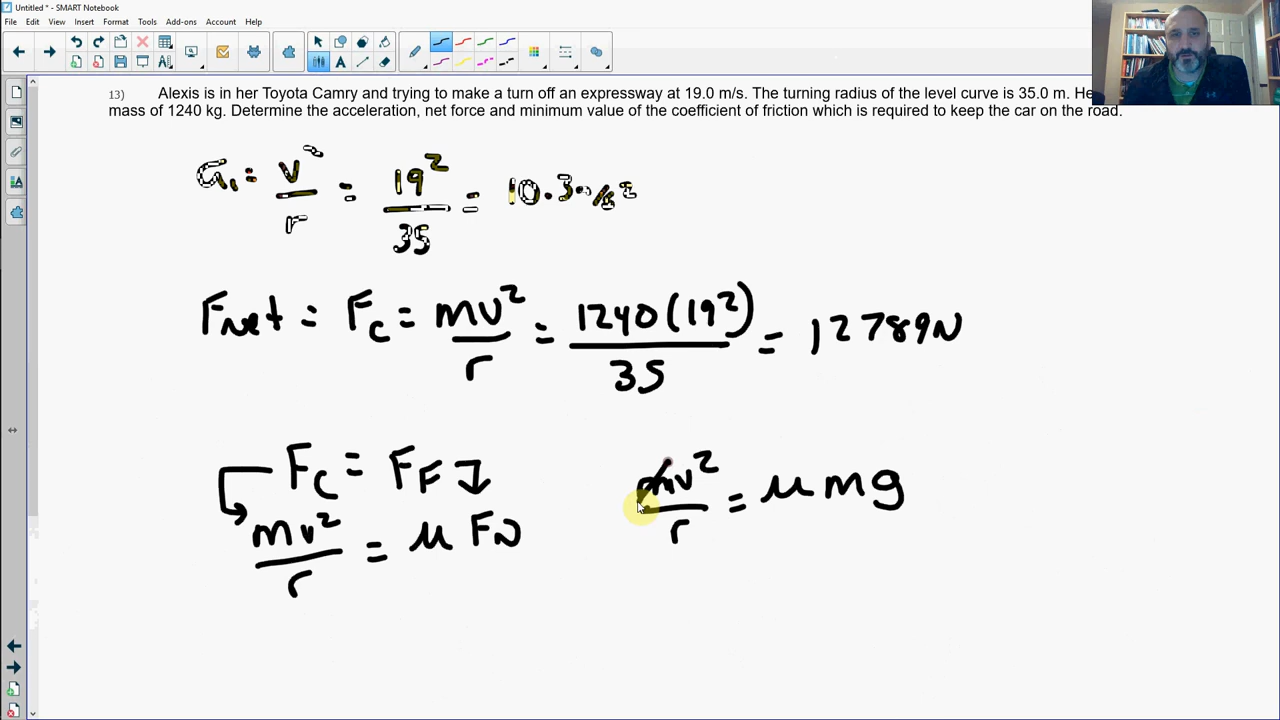 Untitled * - SMART Notebook
File Edit View Insert Format Tools Add-ons Account Help
13) Alexis is in her Toyota Camry and trying to make a turn off an expressway at 19.0 m/s. The turning radius of the level curve is 35.0 m. He
mass of 1240 kg. Determine the acceleration, net force and minimum value of the coefficient of friction which is required to keep the car on the road.
a, = v²/r = 19²/35 = 10.3 m/s²
Fnet = Fc = mv²/r = 1240(19²)/35 = 12789N
Fc = FF
mv²/r = μ FN
mv²/r = μ m g